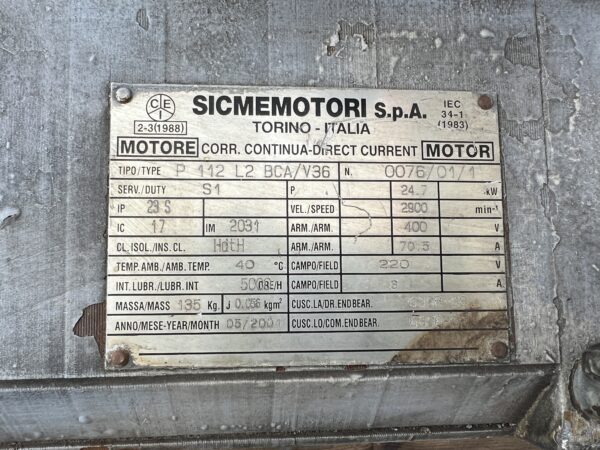 CEI
2-3(1988)
SICMEMOTORI S.p.A.
TORINO - ITALIA
IEC
34-1
(1983)
MOTORE CORR. CONTINUA-DIRECT CURRENT MOTOR
TIPO/TYPE P 112 L2 BCA/V36 N. 0076/01/1
SERV./DUTY S1 P 24.7 kW
IP 23 S VEL./SPEED 2900 min-1
IC 17 IM 2031 ARM./ARM. 400 V
CL.ISOL./INS.CL. ARM./ARM. 70.5 A
TEMP.AMB./AMB.TEMP. 40 °C CAMPO/FIELD 220 V
INT.LUBR./LUBR.INT CAMPO/FIELD A
MASSA/MASS 135 Kg. J 0.056 kgm² CUSC.LA/DR.ENDBEAR.
ANNO/MESE-YEAR/MONTH CUSC.LO/COM.ENDBEAR.